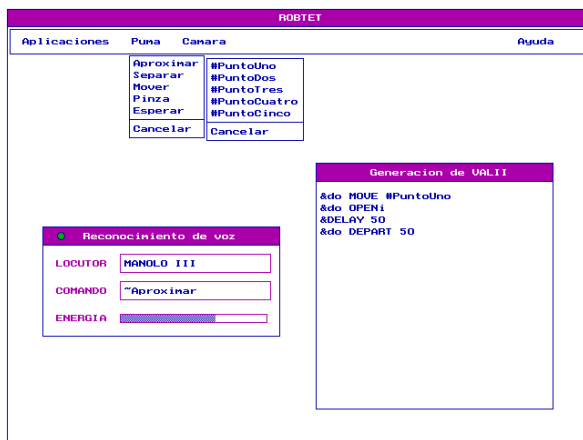 ROBTET
Aplicaciones Puma Camara Ayuda
Aproximar
Separar
Mover
Pinza
Esperar
Cancelar
#PuntoUno
#PuntoDos
#PuntoTres
#PuntoCuatro
#PuntoCinco
Cancelar
Generacion de VALII
&do MOVE #PuntoUno
&do OPENi
&DELAY 50
&do DEPART 50
Reconocimiento de voz
LOCUTOR MANOLO III
COMANDO ~Aproximar
ENERGIA